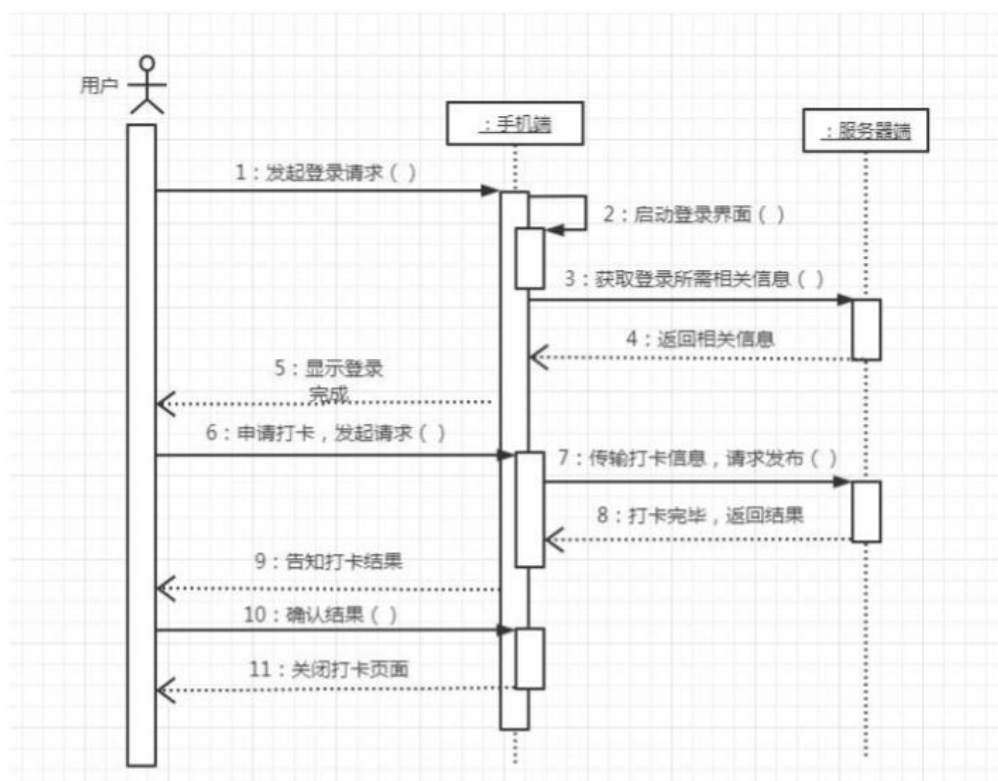 用户
:手机端
:服务器端
1:发起登录请求( )
2:启动登录界面( )
3:获取登录所需相关信息( )
4:返回相关信息
5:显示登录
完成
6:申请打卡,发起请求( )
7:传输打卡信息,请求发布( )
8:打卡完毕,返回结果
9:告知打卡结果
10:确认结果( )
11:关闭打卡页面